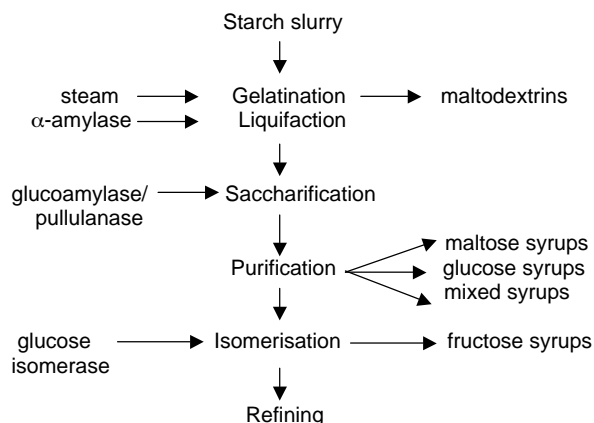 Starch slurry
steam
Gelatination
maltodextrins
α-amylase
Liquifaction
glucoamylase/
pullulanase
Saccharification
Purification
maltose syrups
glucose syrups
mixed syrups
glucose
isomerase
Isomerisation
fructose syrups
Refining